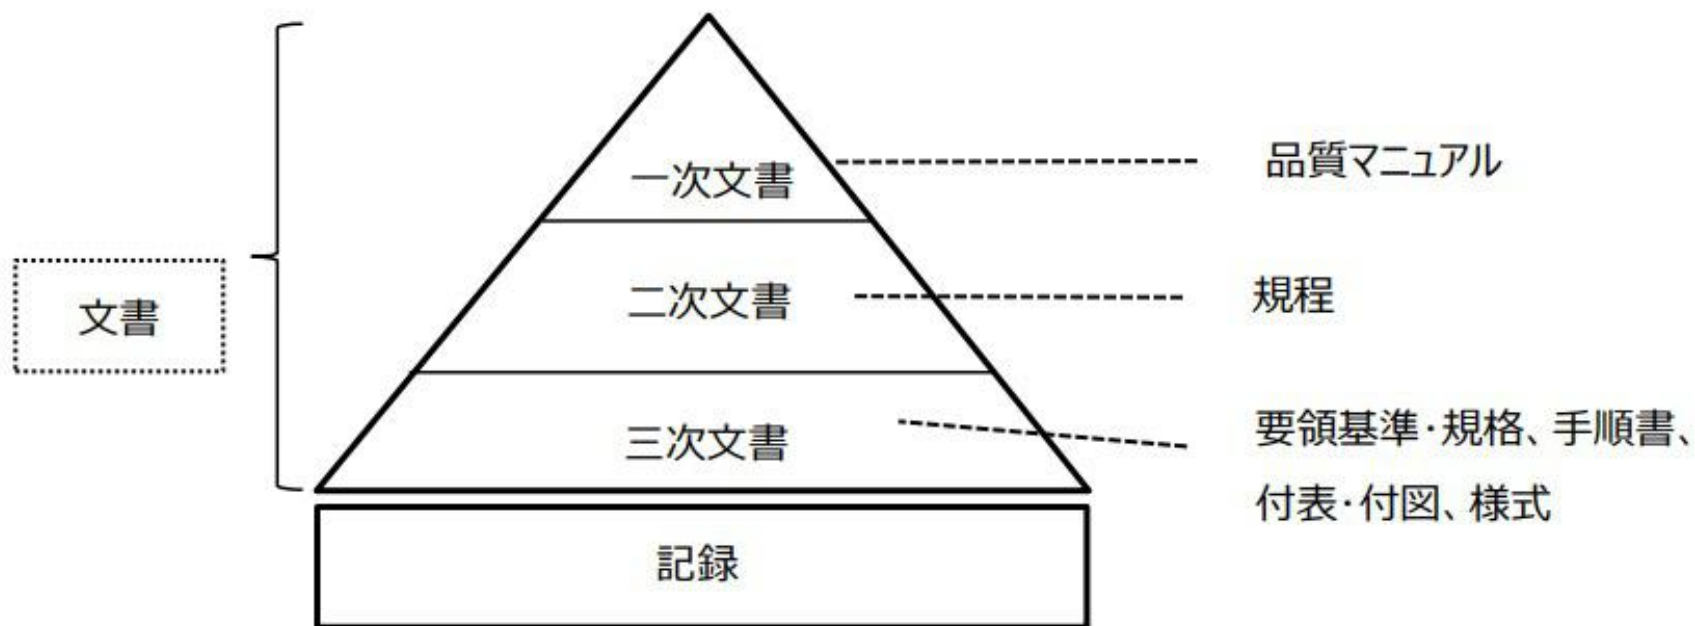 一次文書
品質マニュアル
二次文書
規程
文書
三次文書
要領基準・規格、手順書、
付表・付図、様式
記録